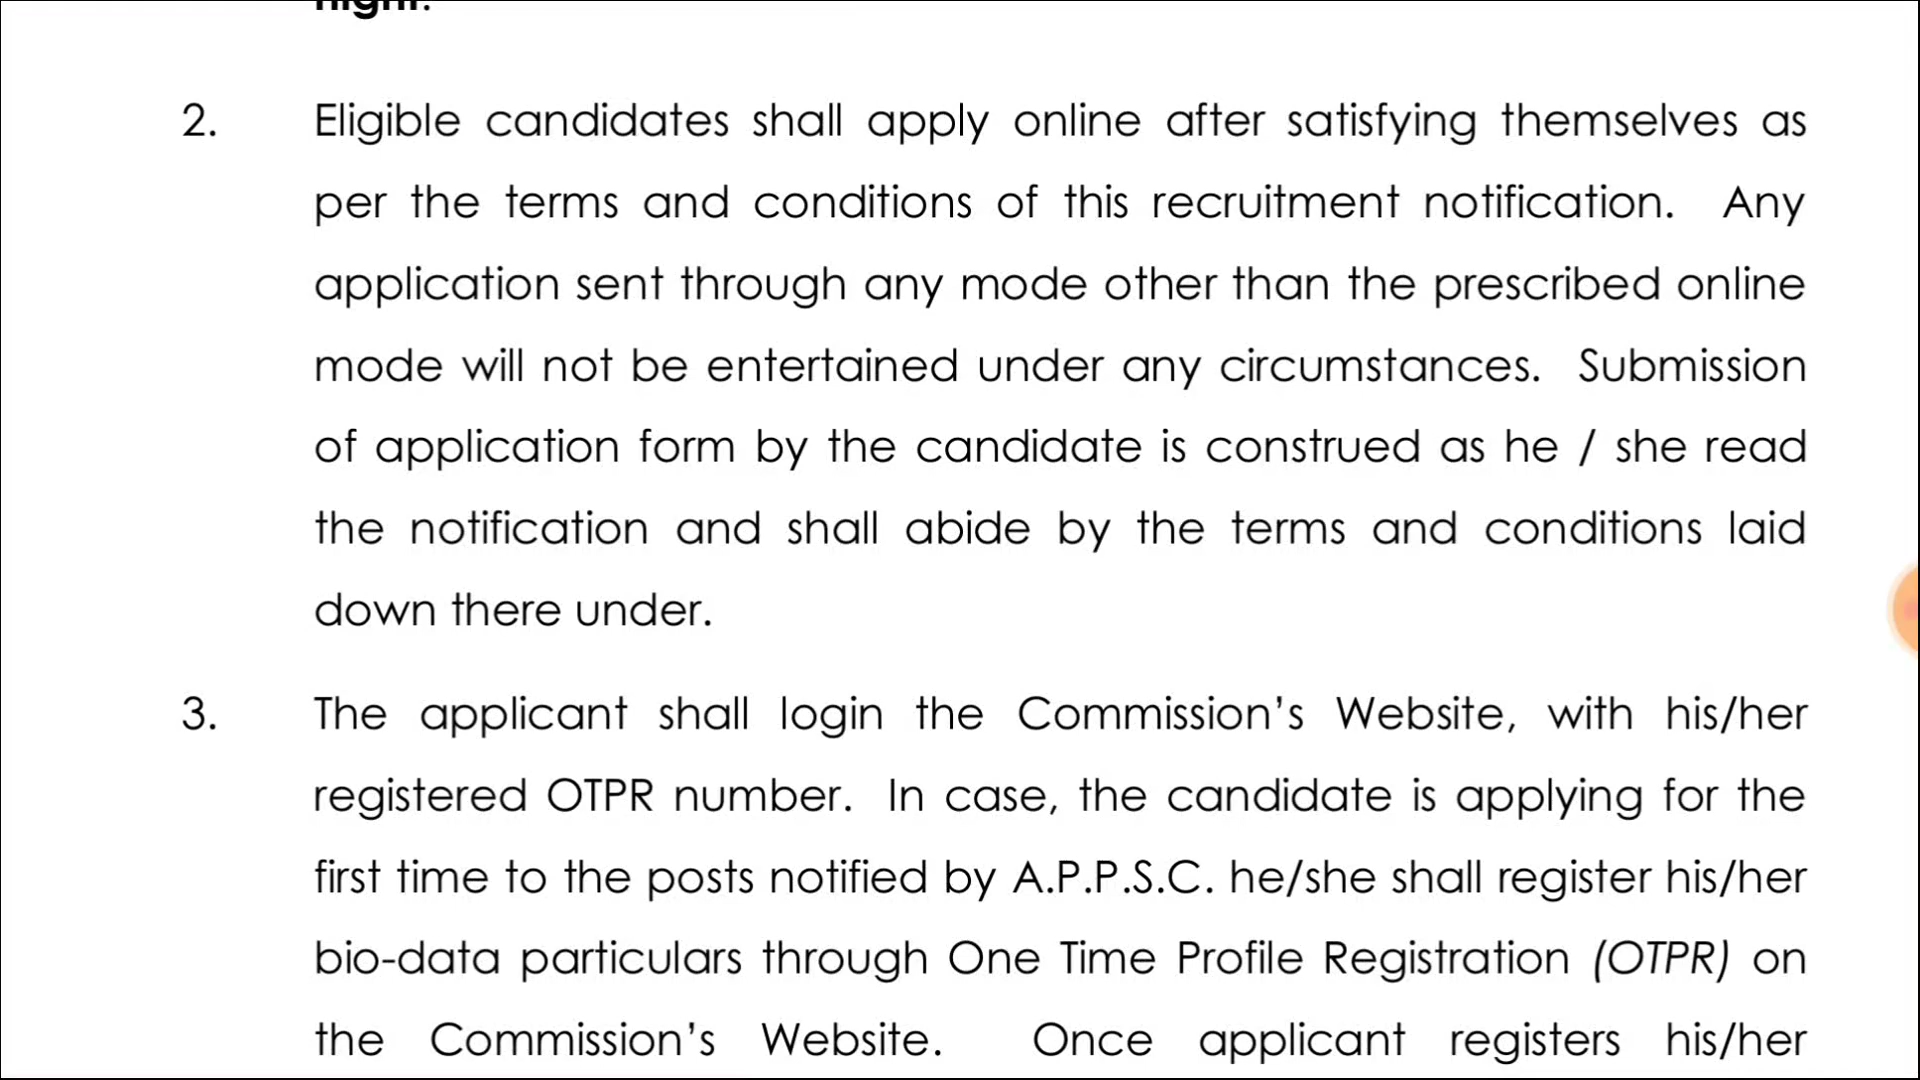 night.
2. Eligible candidates shall apply online after satisfying themselves as
per the terms and conditions of this recruitment notification. Any
application sent through any mode other than the prescribed online
mode will not be entertained under any circumstances. Submission
of application form by the candidate is construed as he / she read
the notification and shall abide by the terms and conditions laid
down there under.
3. The applicant shall login the Commission’s Website, with his/her
registered OTPR number. In case, the candidate is applying for the
first time to the posts notified by A.P.P.S.C. he/she shall register his/her
bio-data particulars through One Time Profile Registration (OTPR) on
the Commission’s Website. Once applicant registers his/her